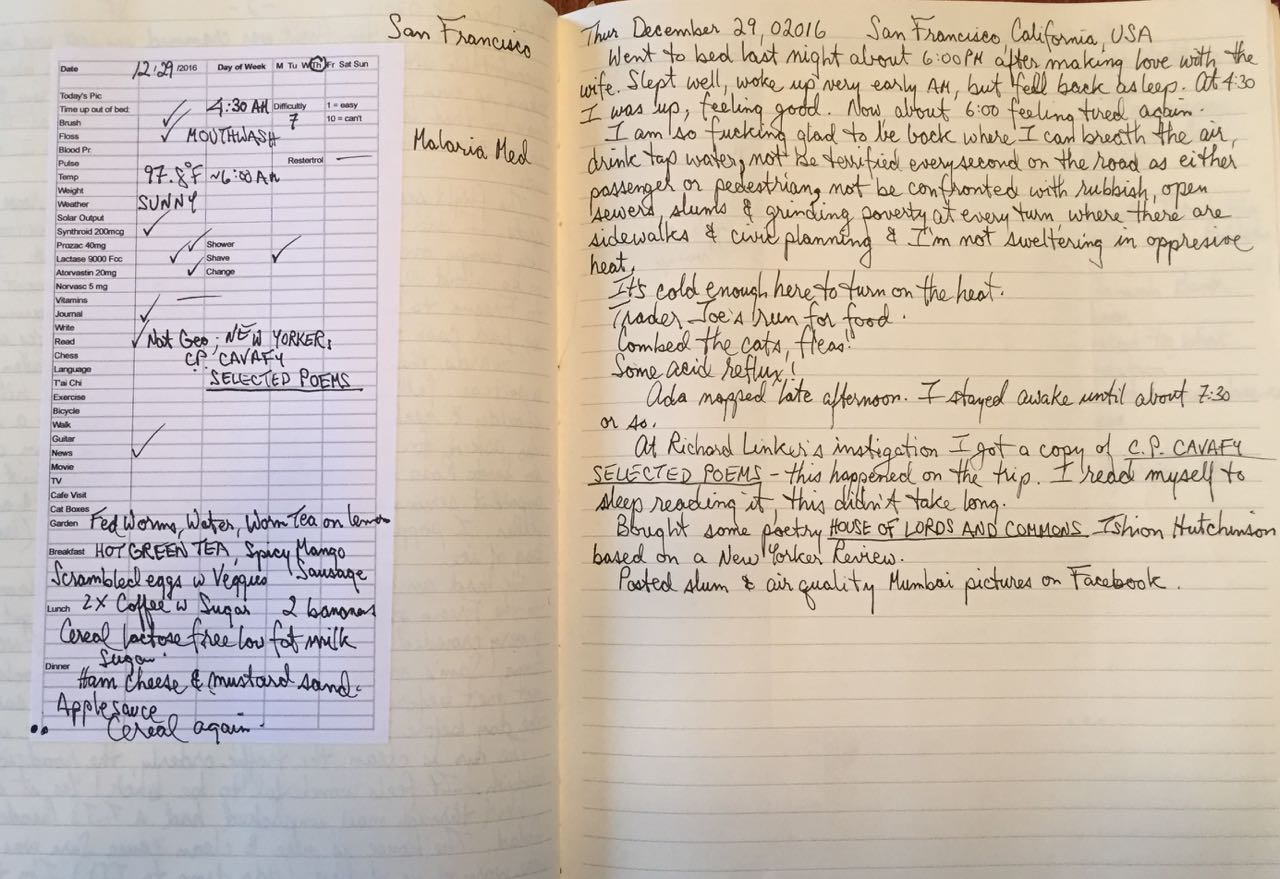 San Francisco
Date 12:29/2016 Day of Week M Tu W Th Fr Sat Sun
Today's Pic
Time up out of bed: 4:30 AM Difficultly 1 = easy
Brush 7 10 = can't
Floss MOUTHWASH
Blood Pr.
Malaria Med
Pulse Restertrol —
Temp 97.8°F ~6:00 AM
Weight
Weather SUNNY
Solar Output
Synthroid 200mcg
Prozac 40mg Shower
Lactase 9000 Fcc Shave
Atorvastin 20mg Change
Norvasc 5 mg
Vitamins —
Journal
Write
Read Nat Geo; NEW YORKER;
Chess C.P. CAVAFY
Language SELECTED POEMS
T'ai Chi
Exercise
Bicycle
Walk
Guitar
News
Movie
TV
Cafe Visit
Cat Boxes
Garden Fed Worms, Water, Worm Tea on lemon
Breakfast HOT GREEN TEA, Spicy Mango
Scrambled eggs w Veggies Sausage
Lunch 2X Coffee w Sugar 2 bananas
Cereal lactose free low fat milk
Sugar
Dinner
Ham cheese & mustard sand.
Applesauce
Cereal again.
Thur December 29, 02016 San Francisco, California, USA
Went to bed last night about 6:00 PM after making love with the
wife. Slept well, woke up very early AM, but fell back asleep. At 4:30
I was up, feeling good. Now about 6:00 feeling tired again.
I am so fucking glad to be back where I can breath the air,
drink tap water, not be terrified every second on the road as either
passenger or pedestrian, not be confronted with rubbish, open
sewers, slums & grinding poverty at every turn, where there are
sidewalks & civic planning & I'm not sweltering in oppresive
heat.
It's cold enough here to turn on the heat.
Trader Joe's run for food.
Combed the cats, fleas!
Some acid reflux!
Ada napped late afternoon. I stayed awake until about 7:30
or so.
At Richard Linker's instigation I got a copy of C.P. CAVAFY
SELECTED POEMS - this happened on the trip. I read myself to
sleep reading it, this didn't take long.
Bought some poetry HOUSE OF LORDS AND COMMONS Ishion Hutchinson
based on a New Yorker Review.
Posted slum & air quality Mumbai pictures on Facebook.